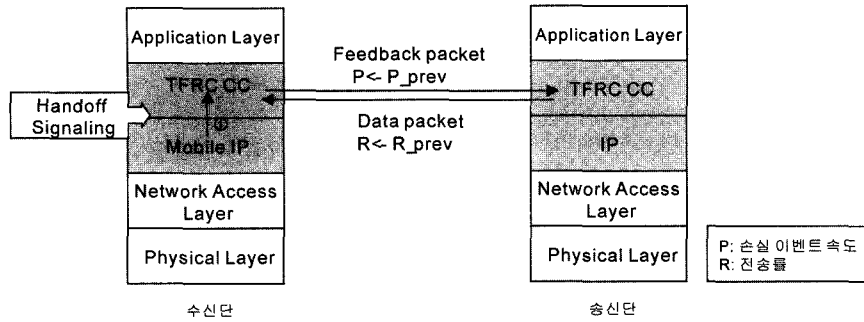 Application Layer
TFRC CC
Mobile IP
Network Access
Layer
Physical Layer
수신단
Handoff
Signaling
Feedback packet
P<- P_prev
Data packet
R<- R_prev
Application Layer
TFRC CC
IP
Network Access
Layer
Physical Layer
송신단
P: 손실 이벤트 속도
R: 전송률